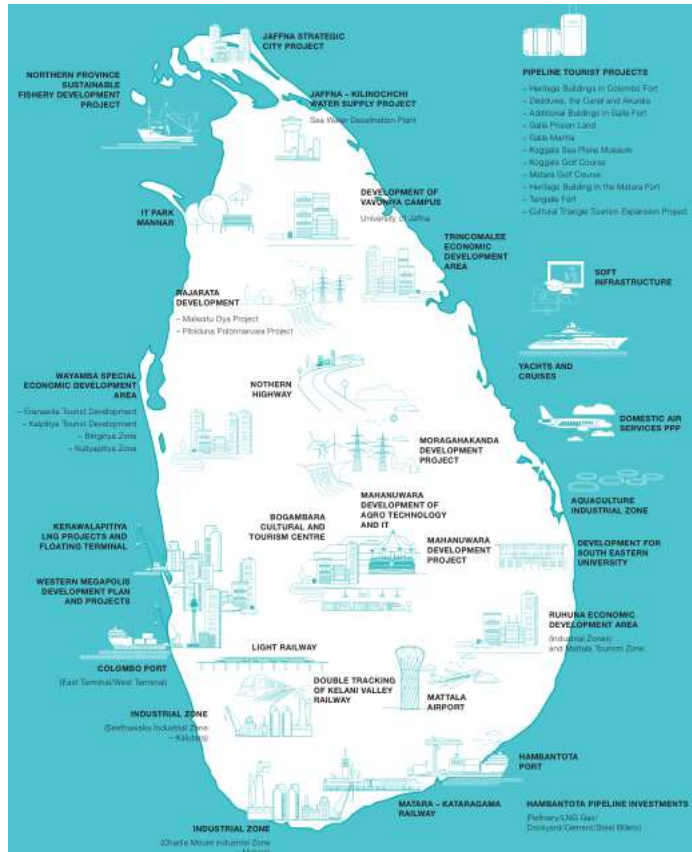 JAFFNA STRATEGIC
CITY PROJECT
NORTHERN PROVINCE
SUSTAINABLE
FISHERY DEVELOPMENT
PROJECT
JAFFNA – KILINOCHCHI
WATER SUPPLY PROJECT
Sea Water Desalination Plant
PIPELINE TOURIST PROJECTS
– Heritage Buildings in Colombo Fort
– Dedduwa, the Canal and Akurala
– Additional Buildings in Galle Fort
– Galle Prison Land
– Galle Marina
– Koggala Sea Plane Museum
– Koggala Golf Course
– Matara Golf Course
– Heritage Building in the Matara Fort
– Tangalle Fort
– Cultural Triangle Tourism Expansion Project
IT PARK
MANNAR
DEVELOPMENT OF
VAVUNIYA CAMPUS
University of Jaffna
TRINCOMALEE
ECONOMIC
DEVELOPMENT
AREA
SOFT
INFRASTRUCTURE
RAJARATA
DEVELOPMENT
– Malwatu Oya Project
– Pibiduna Polonnaruwa Project
YACHTS AND
CRUISES
WAYAMBA SPECIAL
ECONOMIC DEVELOPMENT
AREA
– Eranawila Tourist Development
– Kalpitiya Tourist Development
– Bingiriya Zone
– Kuliyapitiya Zone
NOTHERN
HIGHWAY
DOMESTIC AIR
SERVICES PPP
MORAGAHAKANDA
DEVELOPMENT
PROJECT
AQUACULTURE
INDUSTRIAL ZONE
KERAWALAPITIYA
LNG PROJECTS AND
FLOATING TERMINAL
BOGAMBARA
CULTURAL AND
TOURISM CENTRE
MAHANUWARA
DEVELOPMENT OF
AGRO TECHNOLOGY
AND IT
MAHANUWARA
DEVELOPMENT
PROJECT
DEVELOPMENT FOR
SOUTH EASTERN
UNIVERSITY
WESTERN MEGAPOLIS
DEVELOPMENT PLAN
AND PROJECTS
RUHUNA ECONOMIC
DEVELOPMENT AREA
(Industrial Zones)
and Mattala Tourism Zone
LIGHT RAILWAY
COLOMBO PORT
(East Terminal/West Terminal)
DOUBLE TRACKING
OF KELANI VALLEY
RAILWAY
MATTALA
AIRPORT
INDUSTRIAL ZONE
(Seethawaka Industrial Zone
– Kalutara)
HAMBANTOTA
PORT
MATARA – KATARAGAMA
RAILWAY
HAMBANTOTA PIPELINE INVESTMENTS
(Refinery/LNG Gas/
Dockyard/Cement/Steel Billets)
INDUSTRIAL ZONE
(Charlie Mount Industrial Zone